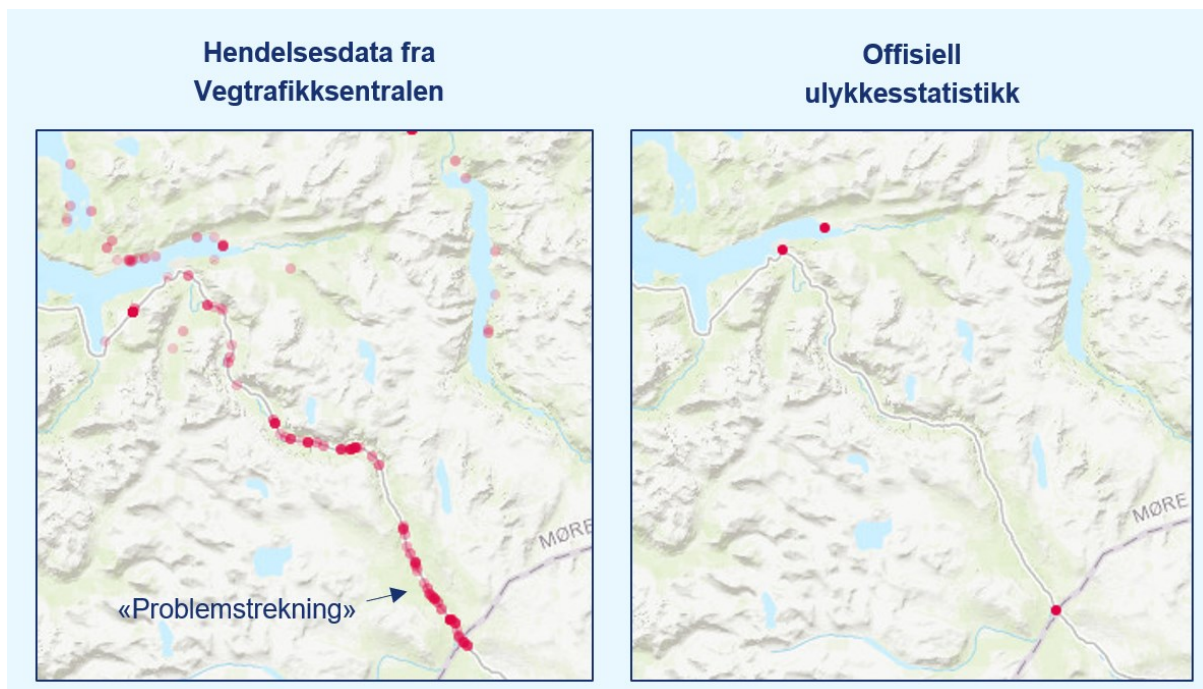 Hendelsesdata fra
Vegtrafikksentralen
Offisiell
ulykkesstatistikk
MØRE
«Problemstrekning»
MØRE